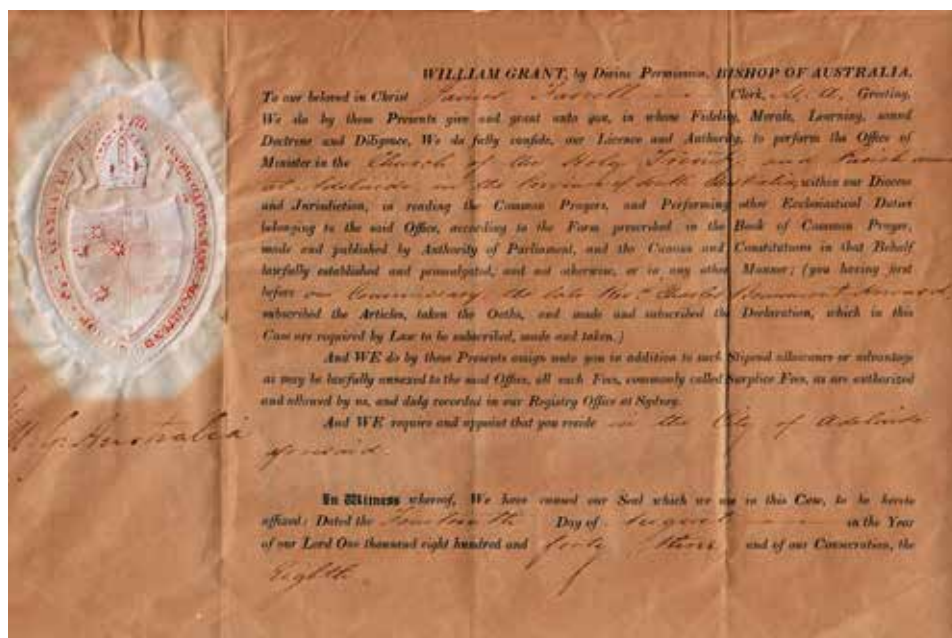 WILLIAM GRANT, by Divine Permission, BISHOP OF AUSTRALIA,
To our beloved in Christ James Farrell Clerk, M. A. Greeting,
We do by these Presents give and grant unto you, in whose Fidelity, Morals, Learning, sound
Doctrine and Diligence, We do fully confide, our Licence and Authority, to perform the Office of
Minister in the Church of the Holy Trinity and Parish
at Adelaide in the Province of South Australia, within our Diocese
and Jurisdiction, in reading the Common Prayers, and Performing other Ecclesiastical Duties
belonging to the said Office, according to the Form prescribed in the Book of Common Prayer,
made and published by Authority of Parliament, and the Canons and Constitutions in that Behalf
lawfully established and promulgated, and not otherwise, or in any other Manner; (you having first
before our Commissary, the late Revd. Charles Beaumont Howard
subscribed the Articles, taken the Oaths, and made and subscribed the Declaration, which in this
Case are required by Law to be subscribed, made and taken.)
And WE do by these Presents assign unto you in addition to such Stipend allowance or advantage
as may be lawfully annexed to the said Office, all such Fees, commonly called Surplice Fees, as are authorized
and allowed by us, and duly recorded in our Registry Office at Sydney.
And WE require and appoint that you reside in the City of Adelaide
aforesaid.
W. G. Australia
In Witness whereof, We have caused our Seal which we use in this Case, to be hereto
affixed: Dated the Fourteenth Day of August in the Year
of our Lord One thousand eight hundred and forty three and of our Consecration, the
Eighth.